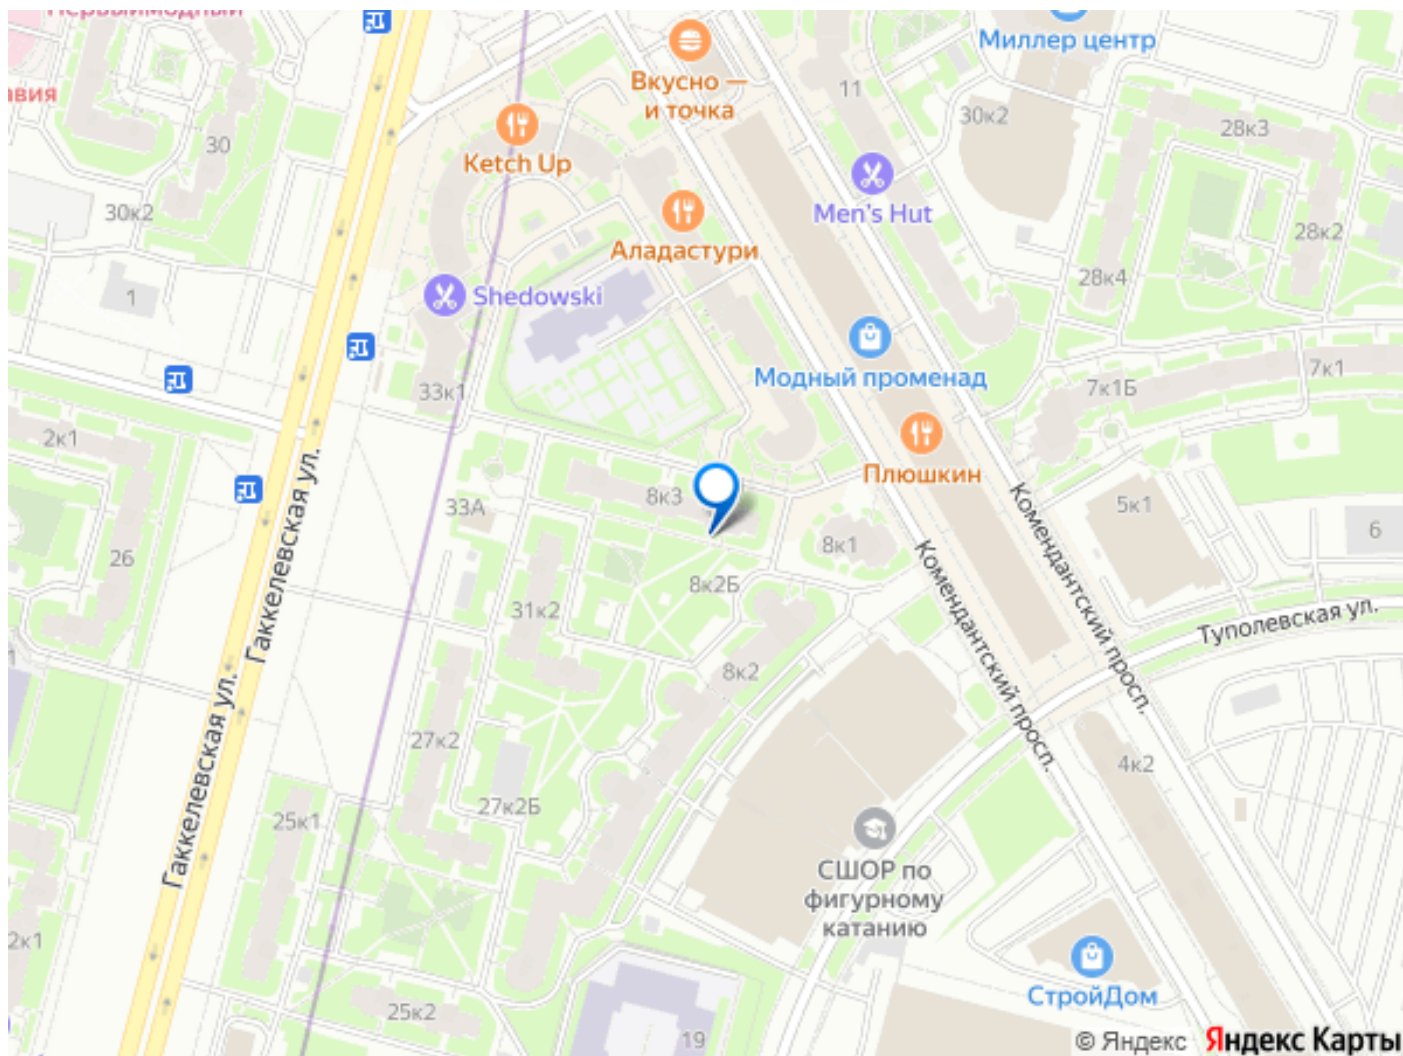 Первыймодный
Миллер центр
Вкусно —
и точка
авия
11
30к2
28к3
30
Ketch Up
30к2
Men's Hut
28к2
Аладастури
28к4
1
Shedowski
Модный променад
7к1
7к1Б
33к1
2к1
Плюшкин
8к3
33А
5к1
6
8к1
26
8к2Б
31к2
Гаккелевская ул.
Комендантский просп.
Комендантский просп.
Туполевская ул.
8к2
27к2
4к2
Гаккелевская ул.
27к2Б
25к1
СШОР по
фигурному
катанию
2к1
СтройДом
25к2
19
© Яндекс Яндекс Карты